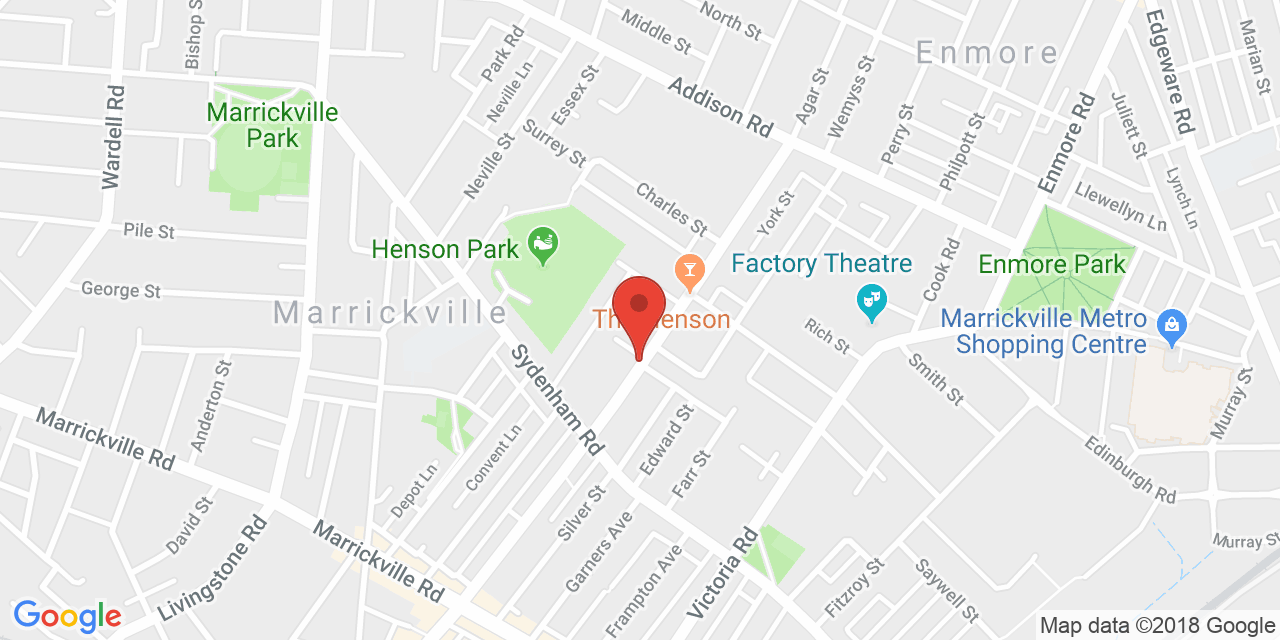 Bishop S
North St
Middle St
Enmore
Edgeware Rd
Marian St
Park Rd
Neville Ln
Essex St
Addison Rd
Agar St
Wemyss St
Enmore Rd
Juliett St
Marrickville
Park
Wardell Rd
Surrey St
Neville St
Perry St
Philpott St
Llewellyn Ln
Lynch Ln
Charles St
York St
Pile St
Henson Park
Factory Theatre
Cook Rd
Enmore Park
George St
Marrickville
The Henson
Rich St
Marrickville Metro
Shopping Centre
Smith St
Murray St
Sydenham Rd
Anderton St
Marrickville Rd
Convent Ln
Depot Ln
Edward St
Farr St
Silver St
Edinburgh Rd
David St
Livingstone Rd
Marrickville Rd
Garners Ave
Frampton Ave
Victoria Rd
Fitzroy St
Saywell St
Murray St
Google
Map data ©2018 Google